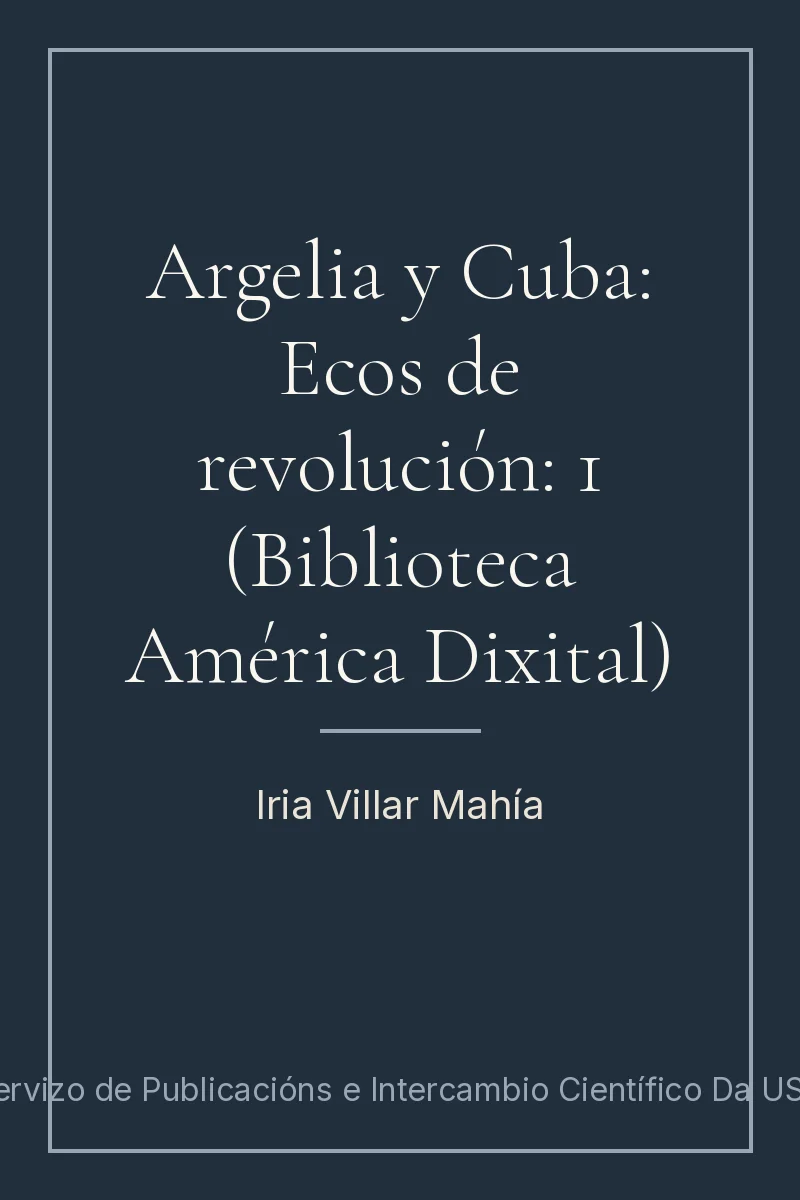 Argelia y Cuba:
Ecos de
revolución: 1
(Biblioteca
América Dixital)
Iria Villar Mahía
ervizo de Publicacións e Intercambio Científico Da US